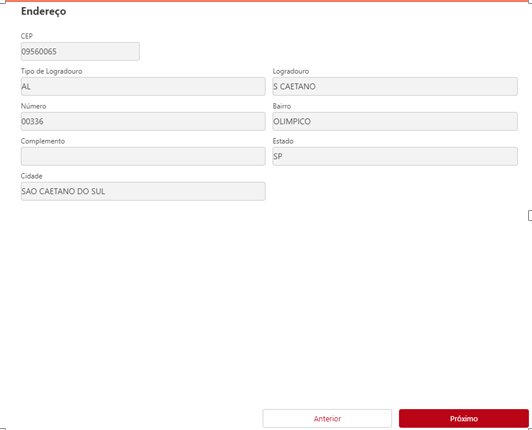 Endereço
CEP
09560065
Tipo de Logradouro
Logradouro
AL
S CAETANO
Número
Bairro
00336
OLIMPICO
Complemento
Estado
SP
Cidade
SAO CAETANO DO SUL
Anterior
Próximo